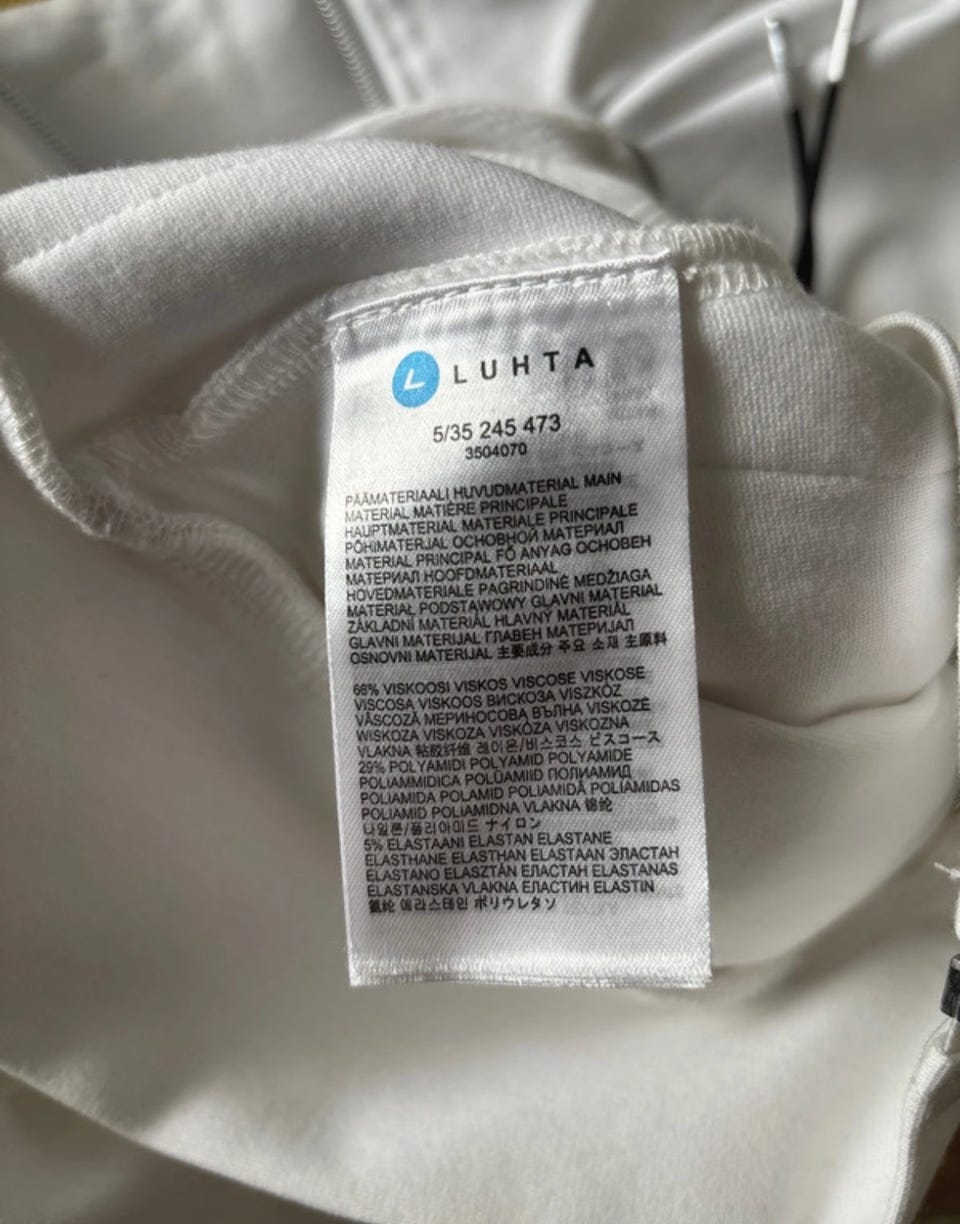 L LUHTA
5/35 245 473
3504070
PÄÄMATERIAALI HUVUDMATERIAL MAIN
MATERIAL MATIÈRE PRINCIPALE
HAUPTMATERIAL MATERIALE PRINCIPALE
PÕHIMATERJAL ОСНОВНОЙ МАТЕРИАЛ
MATERIAL PRINCIPAL FŐ ANYAG ОСНОВЕН
МАТЕРИАЛ HOOFDMATERIAAL
HOVEDMATERIALE PAGRINDINĖ MEDŽIAGA
MATERIAŁ PODSTAWOWY GLAVNI MATERIAL
ZÁKLADNÍ MATERIÁL HLAVNÝ MATERIÁL
GLAVNI MATERIJAL ГЛАВЕН МАТЕРИЈАЛ
OSNOVNI MATERIJAL 主要成分 주요 소재 主原料
66% VISKOOSI VISKOS VISCOSE VISKOSE
VISCOSA VISKOOS ВИСКОЗА VISZKÓZ
VÂSCOZĂ МЕРИНОСОВА ВЪЛНА VISKOZĖ
WISKOZA VISKOZA VISKÓZA VISKOZNA
VLAKNA 粘胶纤维 레이온/비스코스 ビスコース
29% POLYAMIDI POLYAMID POLYAMIDE
POLIAMMIDICA POLÜAMIID ПОЛИАМИД
POLIAMIDA POLAMID POLIAMIDĂ POLIAMIDAS
POLIAMID POLIAMIDNA VLAKNA 锦纶
나일론/폴리아미드 ナイロン
5% ELASTAANI ELASTAN ELASTANE
ELASTHANE ELASTHAN ELASTAAN ЭЛАСТАН
ELASTANO ELASZTÁN ЕЛАСТАН ELASTANAS
ELASTANSKA VLAKNA ЕЛАСТИН ELASTIN
氨纶 에라스테인 ポリウレタン